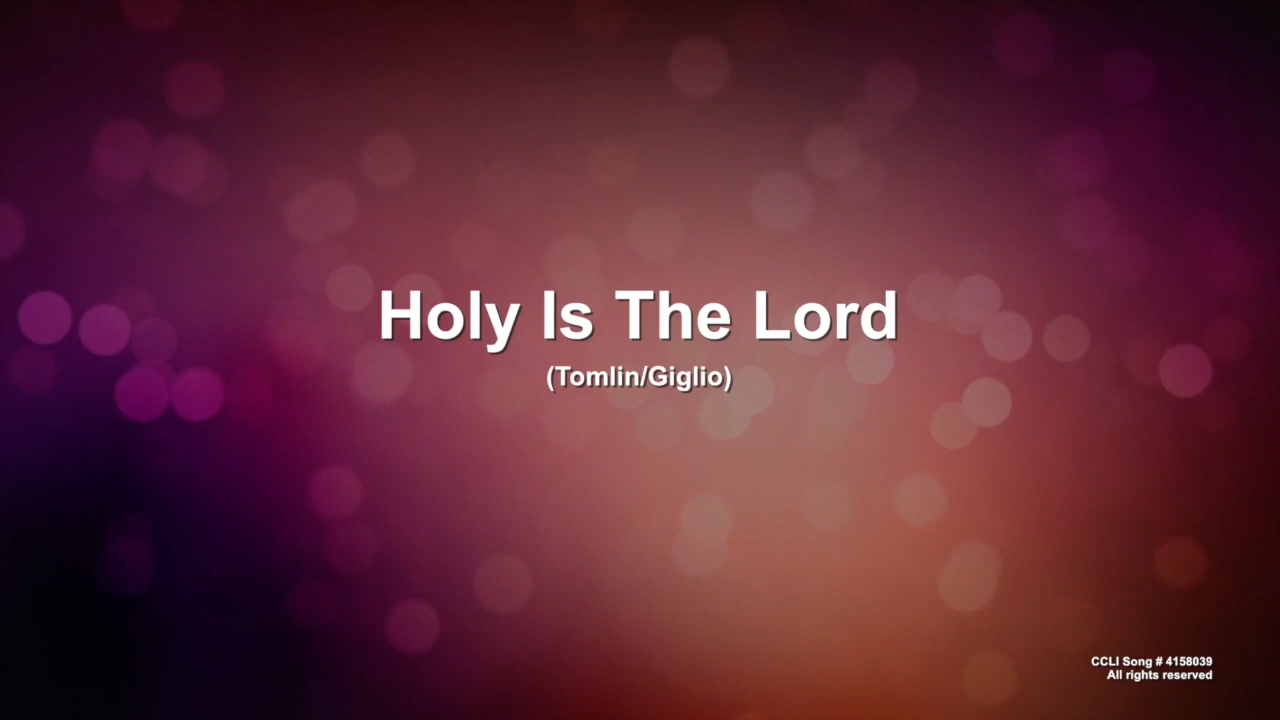 Holy Is The Lord
(Tomlin/Giglio)
CCLI Song # 4158039
All rights reserved